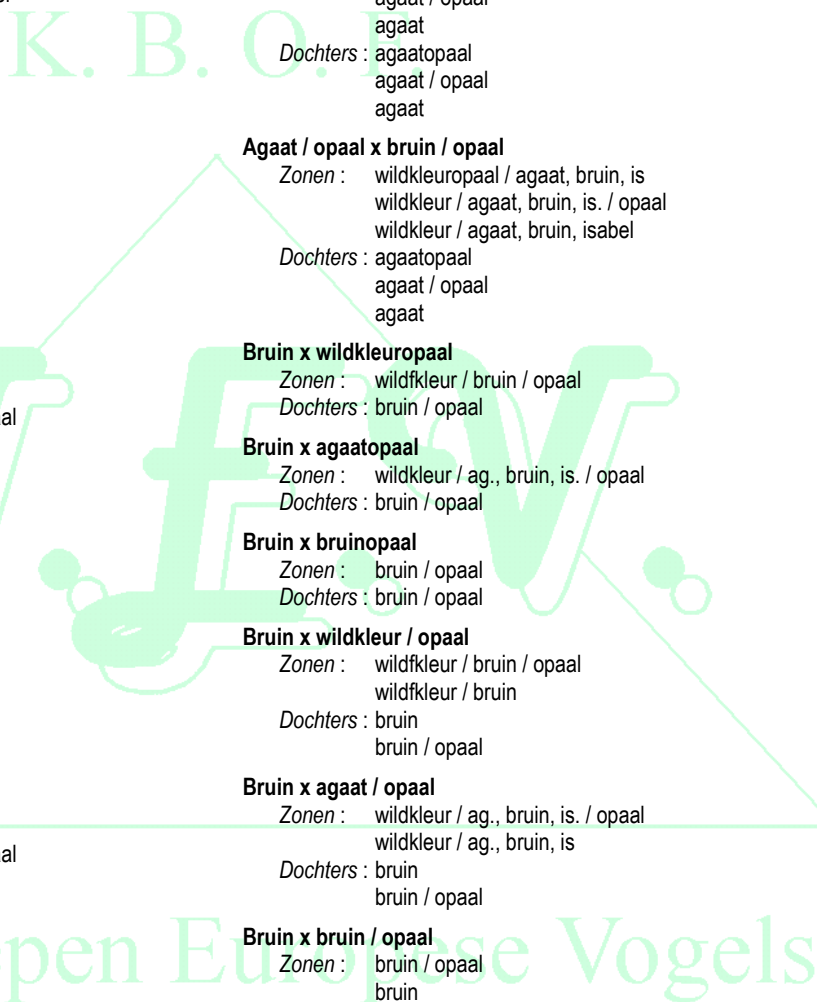 agaat / opaal
agaat
K. B. O. F.
Dochters : agaatopaal
agaat / opaal
agaat
Agaat / opaal x bruin / opaal
Zonen : wildkleuropaal / agaat, bruin, is
wildkleur / agaat, bruin, is. / opaal
wildkleur / agaat, bruin, isabel
Dochters : agaatopaal
agaat / opaal
agaat
Bruin x wildkleuropaal
Zonen : wildfkleur / bruin / opaal
Dochters : bruin / opaal
Bruin x agaatopaal
Zonen : wildkleur / ag., bruin, is. / opaal
Dochters : bruin / opaal
Bruin x bruinopaal
Zonen : bruin / opaal
Dochters : bruin / opaal
Bruin x wildkleur / opaal
Zonen : wildfkleur / bruin / opaal
wildfkleur / bruin
Dochters : bruin
bruin / opaal
Bruin x agaat / opaal
Zonen : wildkleur / ag., bruin, is. / opaal
wildkleur / ag., bruin, is
Dochters : bruin
bruin / opaal
Bruin x bruin / opaal
Zonen : bruin / opaal
bruin
.E.V.
pen Europese Vogels